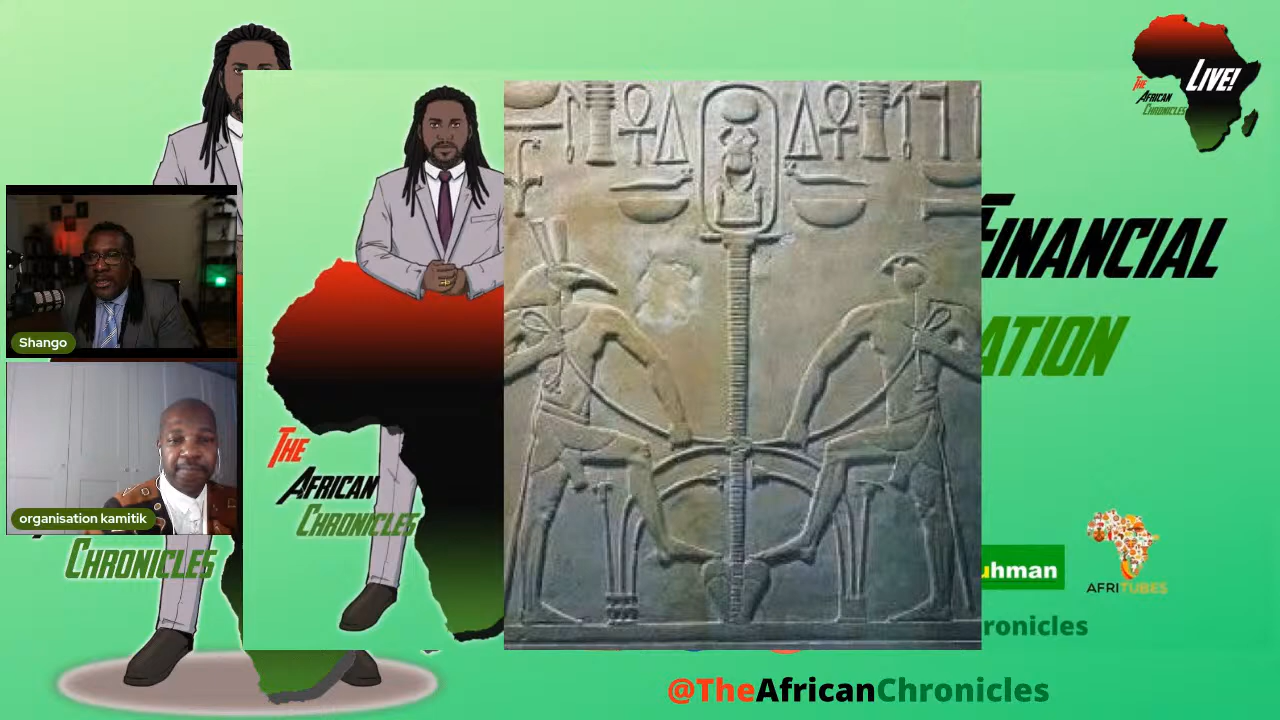 THE
AFRICAN
CHRONICLES
LIVE!
FINANCIAL
ATION
Shango
organisation kamitik
THE
AFRICAN
CHRONICLES
CHRONICLES
uhman
AFRITUBES
ronicles
@TheAfricanChronicles